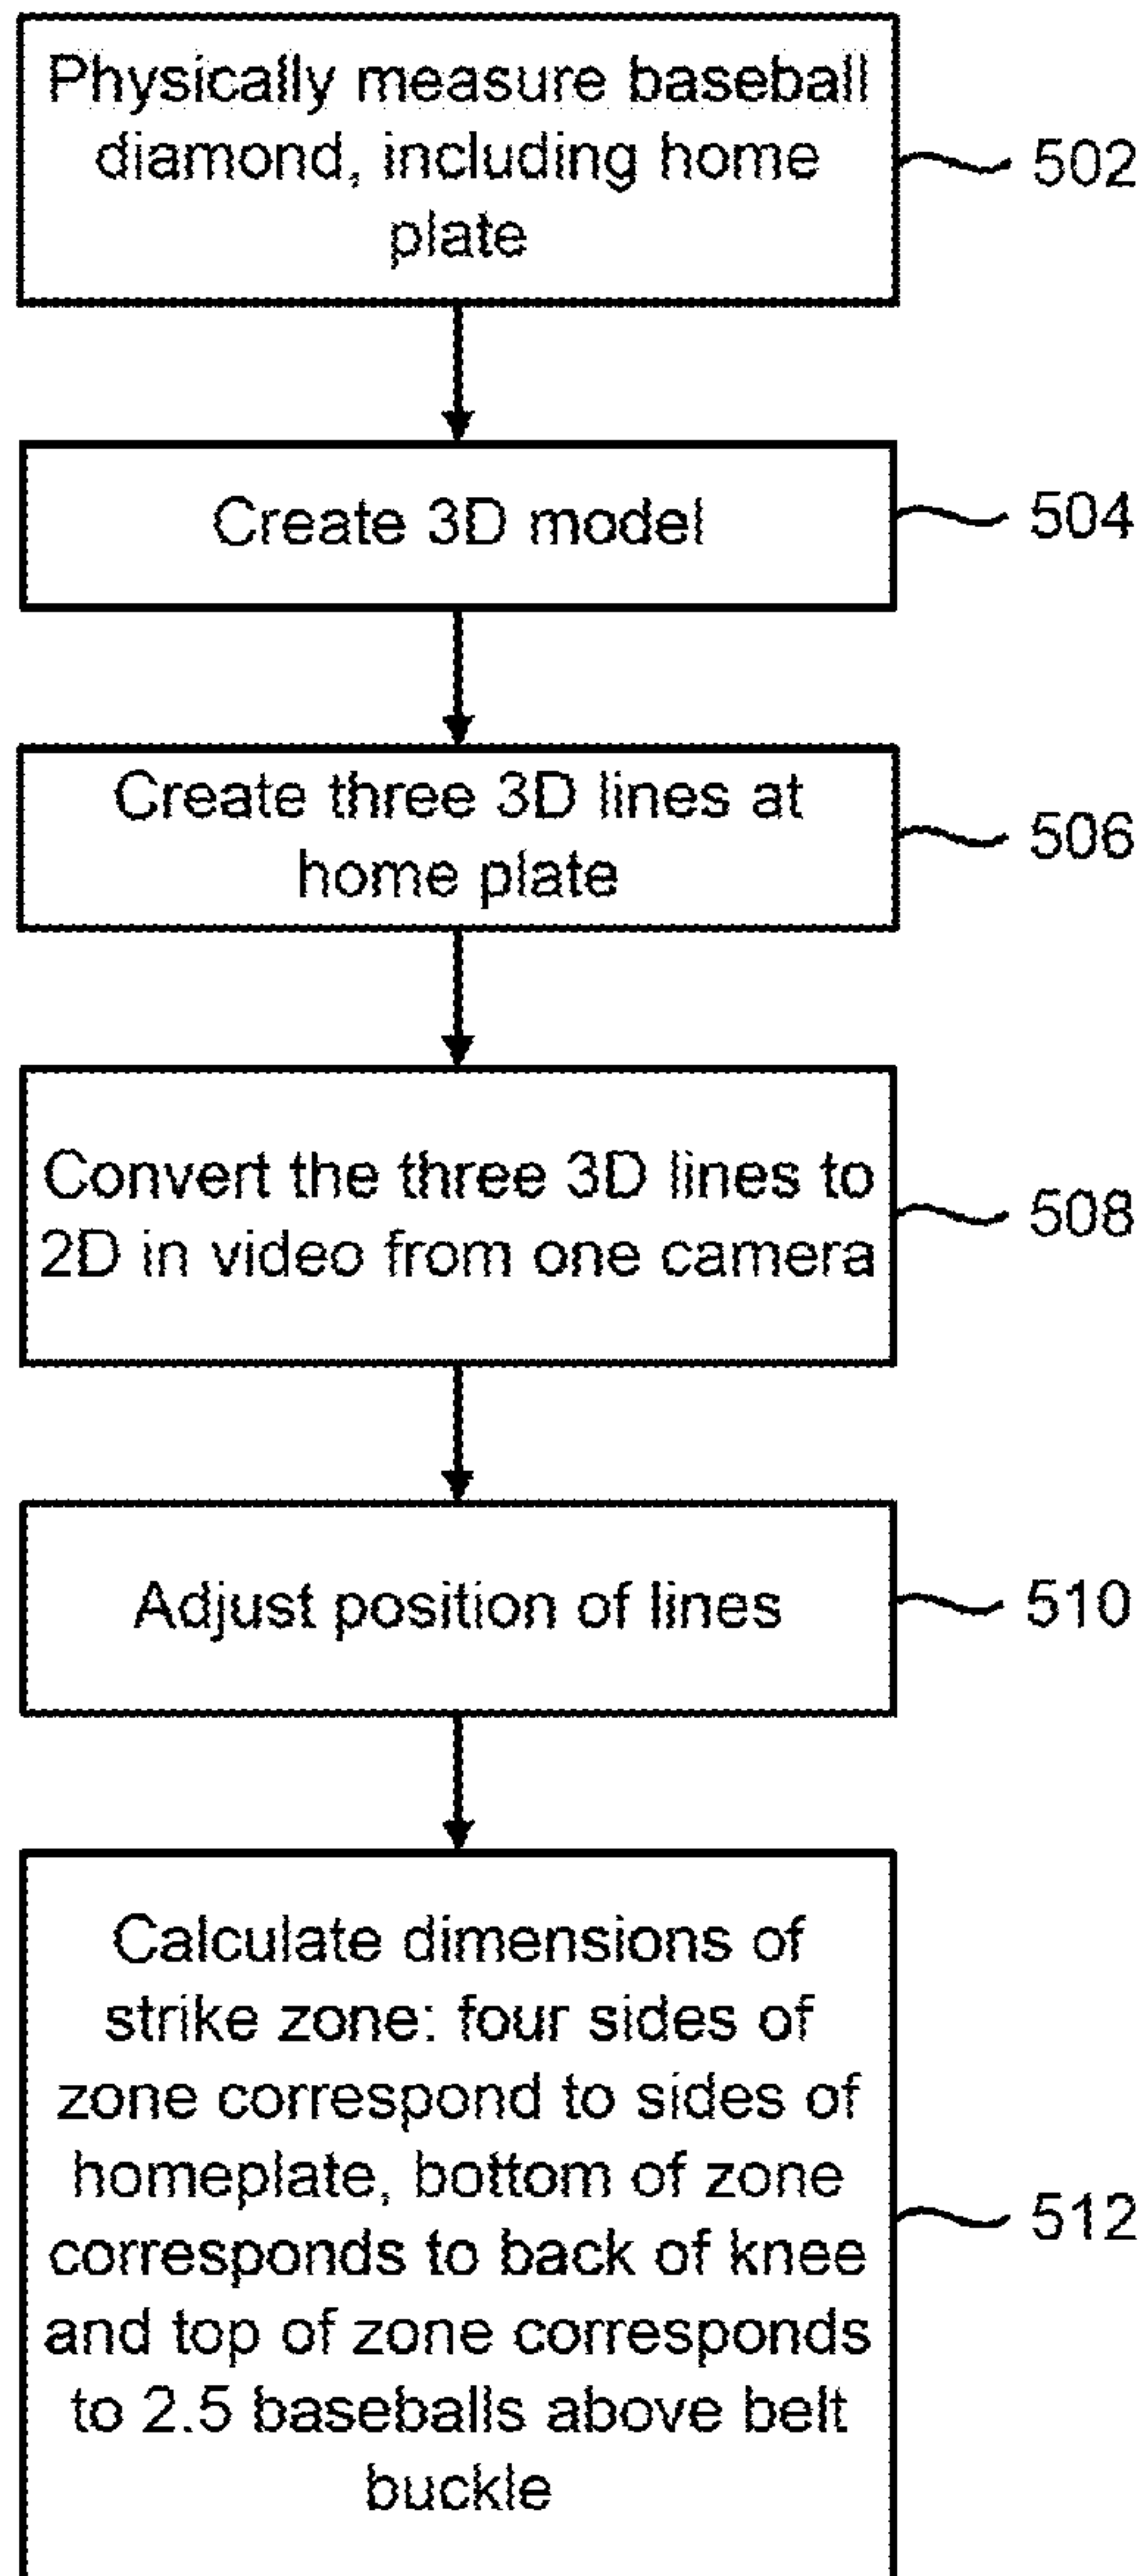 Physically measure baseball
diamond, including home
plate
502
Create 3D model
504
Create three 3D lines at
home plate
506
Convert the three 3D lines to
2D in video from one camera
508
Adjust position of lines
510
Calculate dimensions of
strike zone: four sides of
zone correspond to sides of
homeplate, bottom of zone
corresponds to back of knee
and top of zone corresponds
to 2.5 baseballs above belt
buckle
512